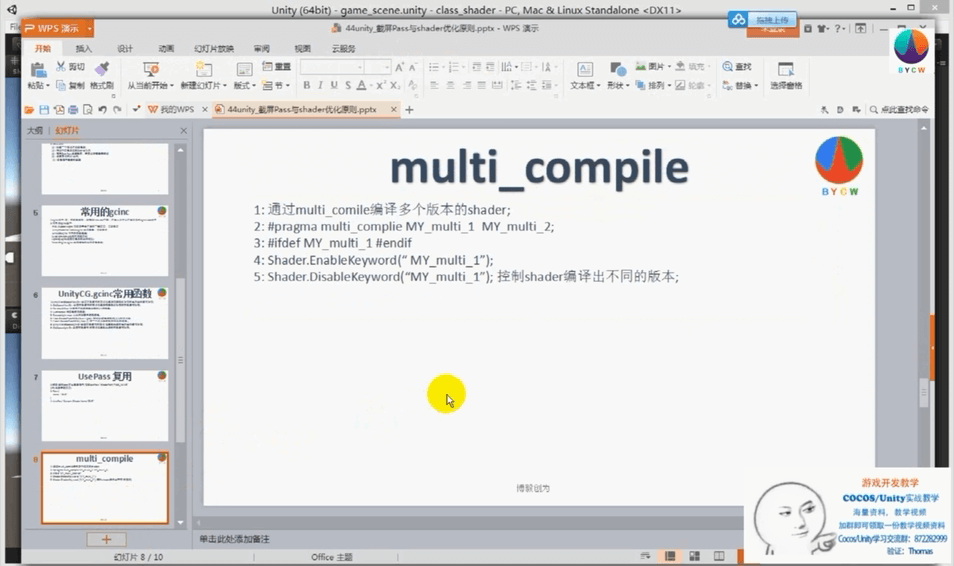 Unity (64bit) - game_scene.unity - class_shader - PC, Mac & Linux Standalone <DX11>
WPS 演示
44unity_截屏Pass与shader优化原则.pptx - WPS 演示
拖拽上传
开始 插入 设计 动画 幻灯片放映 审阅 视图 云服务
BYCW
剪切 重置 图片 填充 查找
粘贴 复制 格式刷 从当前开始 新建幻灯片 版式 节 文本框 形状 排列 轮廓 替换 选择窗格
B I U S A
我的WPS 44unity_截屏Pass与shader优化原则.pptx 点此查找命令
大纲 幻灯片
5 常用的gcinc
6 UnityCG.gcinc常用函数
7 UsePass 复用
8 multi_compile
multi_compile
BYCW
1: 通过multi_comile编译多个版本的shader;
2: #pragma multi_complie MY_multi_1 MY_multi_2;
3: #ifdef MY_multi_1 #endif
4: Shader.EnableKeyword(“ MY_multi_1”);
5: Shader.DisableKeyword(“MY_multi_1”); 控制shader编译出不同的版本;
博毅创为
单击此处添加备注
幻灯片 8 / 10 Office 主题
游戏开发教学
COCOS/Unity实战教学
海量资料，教学视频
加群即可领取一份教学视频资料
Cocos/Unity学习交流群：872282999
验证：Thomas